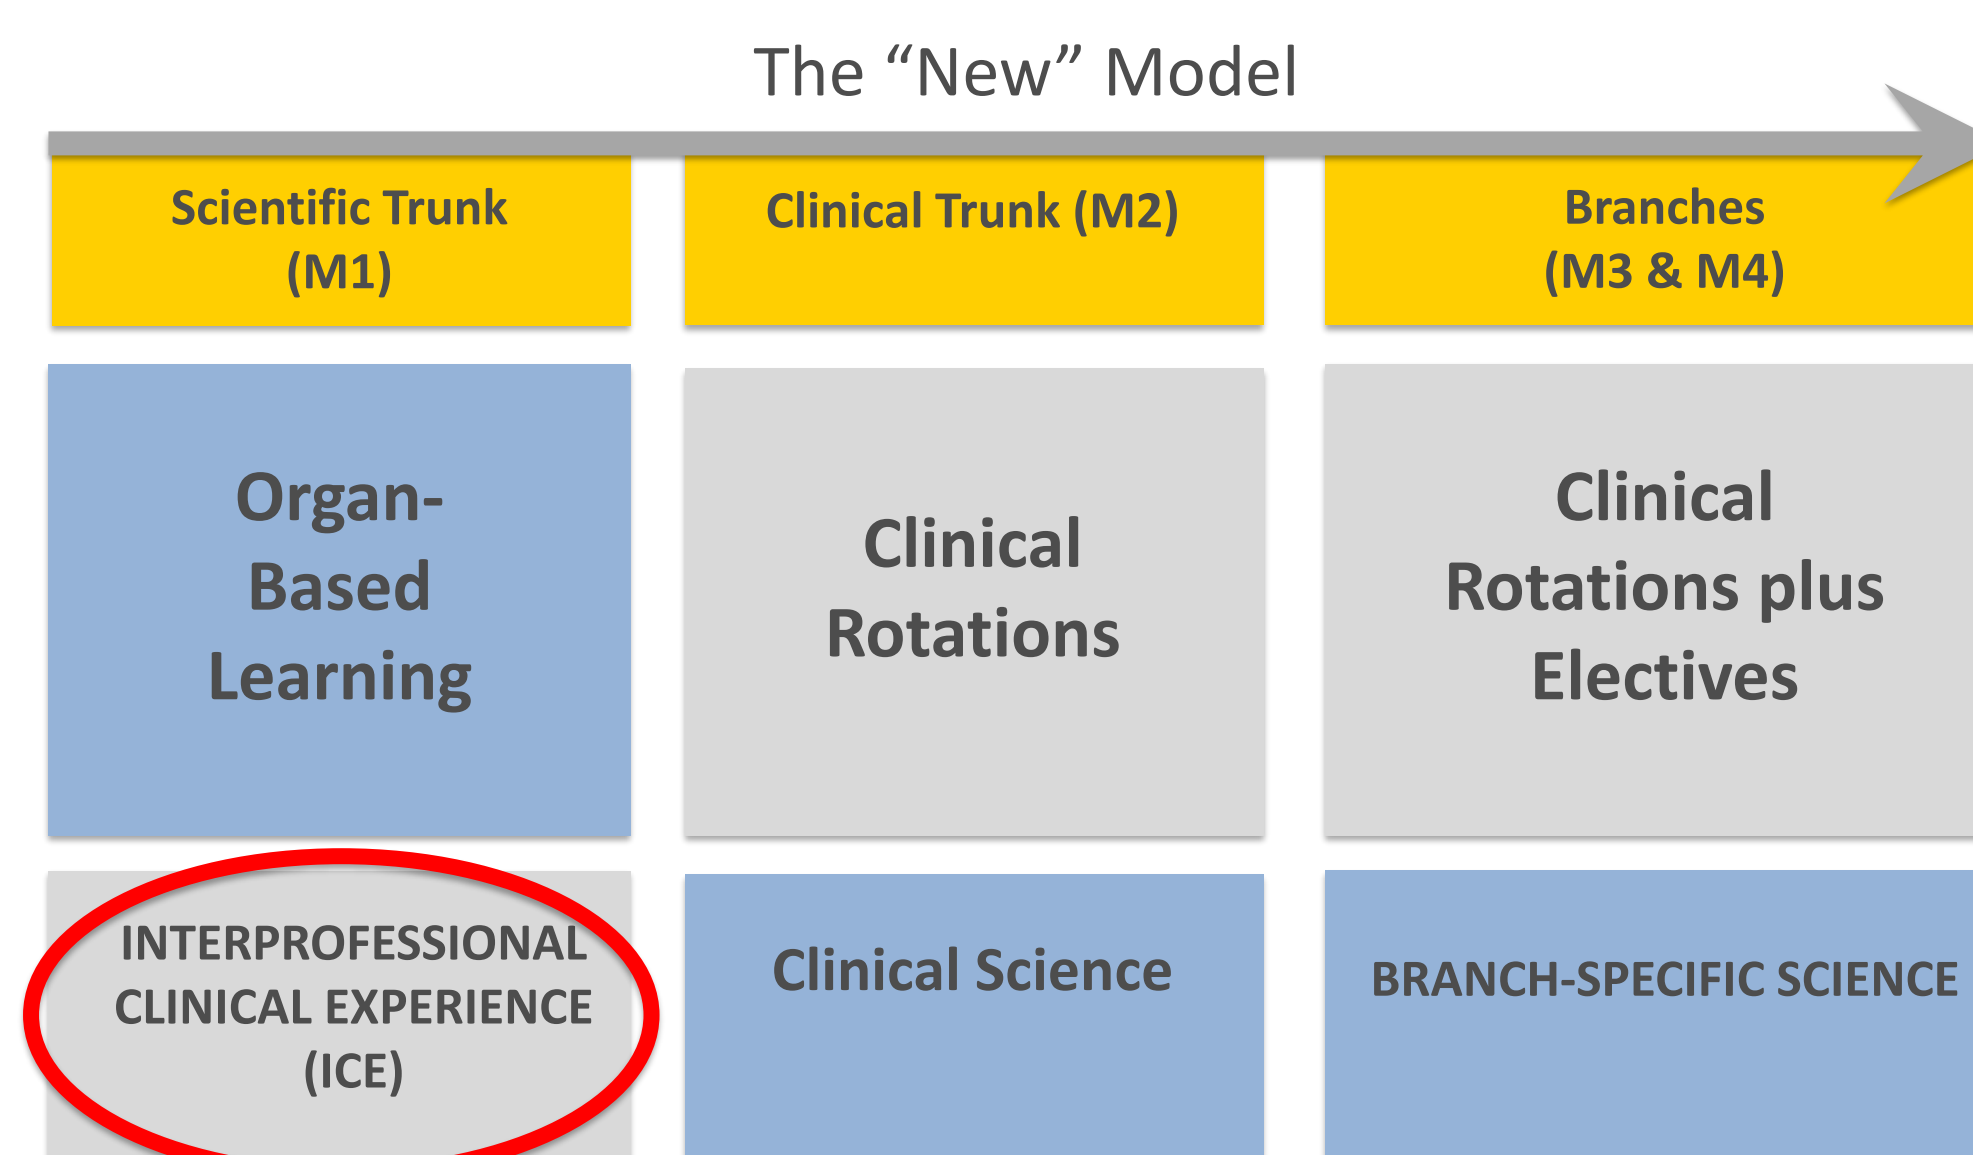 The “New” Model
Scientific Trunk
(M1)
Clinical Trunk (M2)
Branches
(M3 & M4)
Organ-
Based
Learning
Clinical
Rotations
Clinical
Rotations plus
Electives
INTERPROFESSIONAL
CLINICAL EXPERIENCE
(ICE)
Clinical Science
BRANCH-SPECIFIC SCIENCE